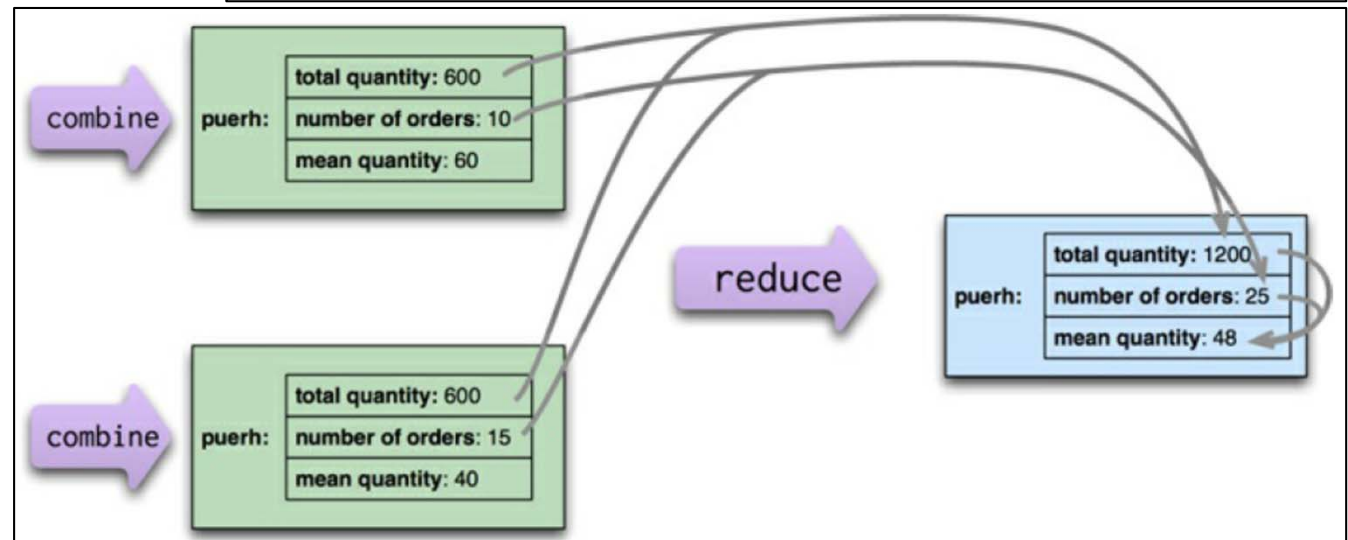 combine
puerh:
total quantity: 600
number of orders: 10
mean quantity: 60
combine
puerh:
total quantity: 600
number of orders: 15
mean quantity: 40
reduce
puerh:
total quantity: 1200
number of orders: 25
mean quantity: 48